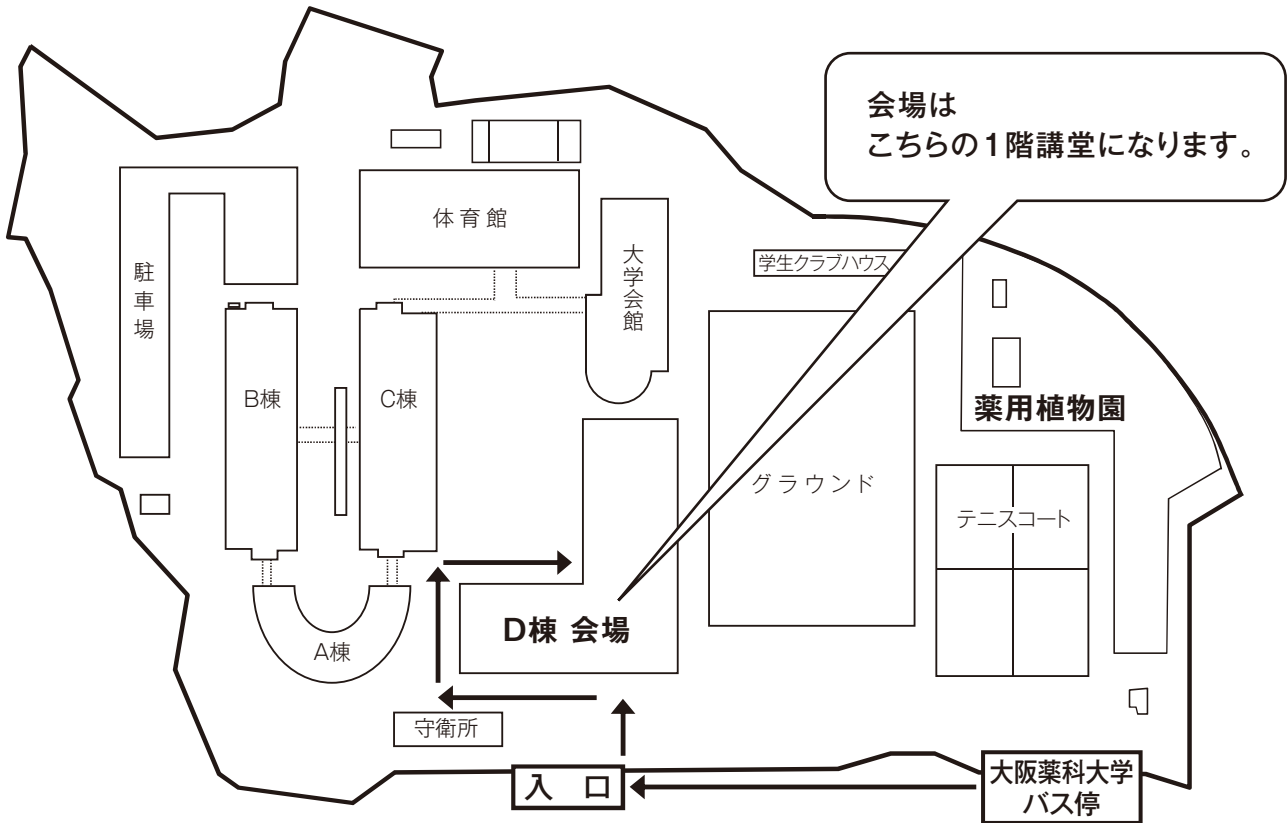 会場は
こちらの1階講堂になります。
体育館
駐車場
大学会館
学生クラブハウス
B棟
C棟
薬用植物園
グラウンド
テニスコート
D棟 会場
A棟
守衛所
入 口
大阪薬科大学
バス停